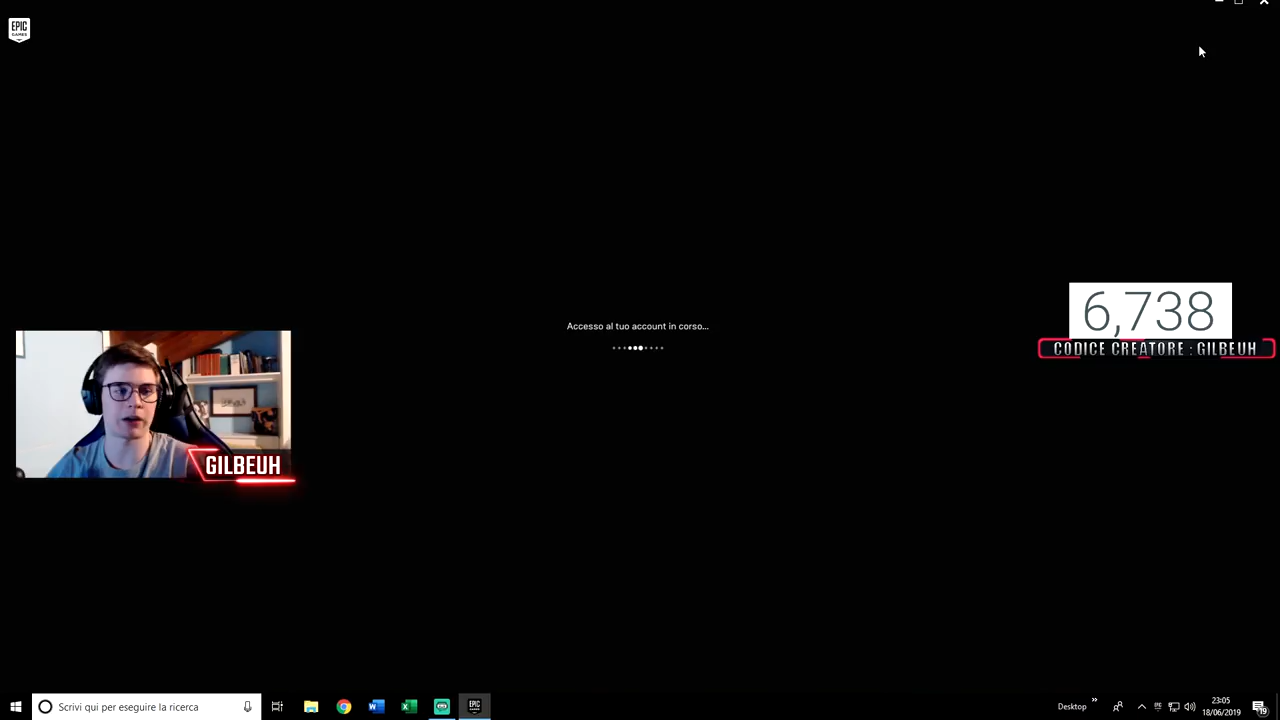 EPIC
GAMES
Accesso al tuo account in corso...
6,738
CODICE CREATORE : GILBEUH
GILBEUH
Scrivi qui per eseguire la ricerca
Desktop
23:05
18/06/2019
19